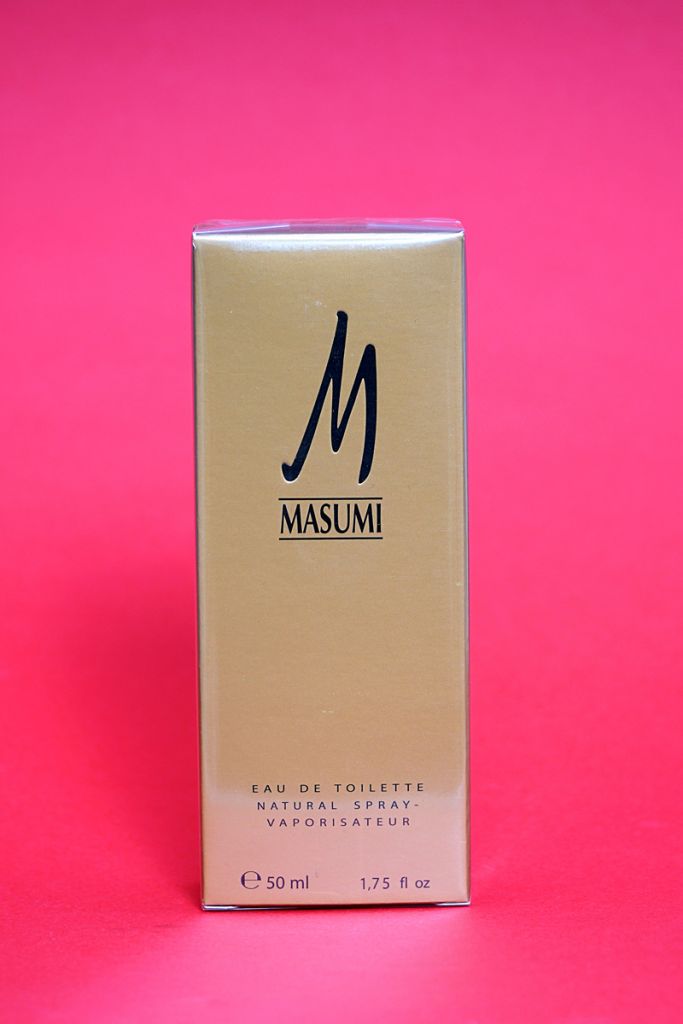 M
MASUMI
EAU DE TOILETTE
NATURAL SPRAY-
VAPORISATEUR
℮ 50 ml 1,75 fl oz